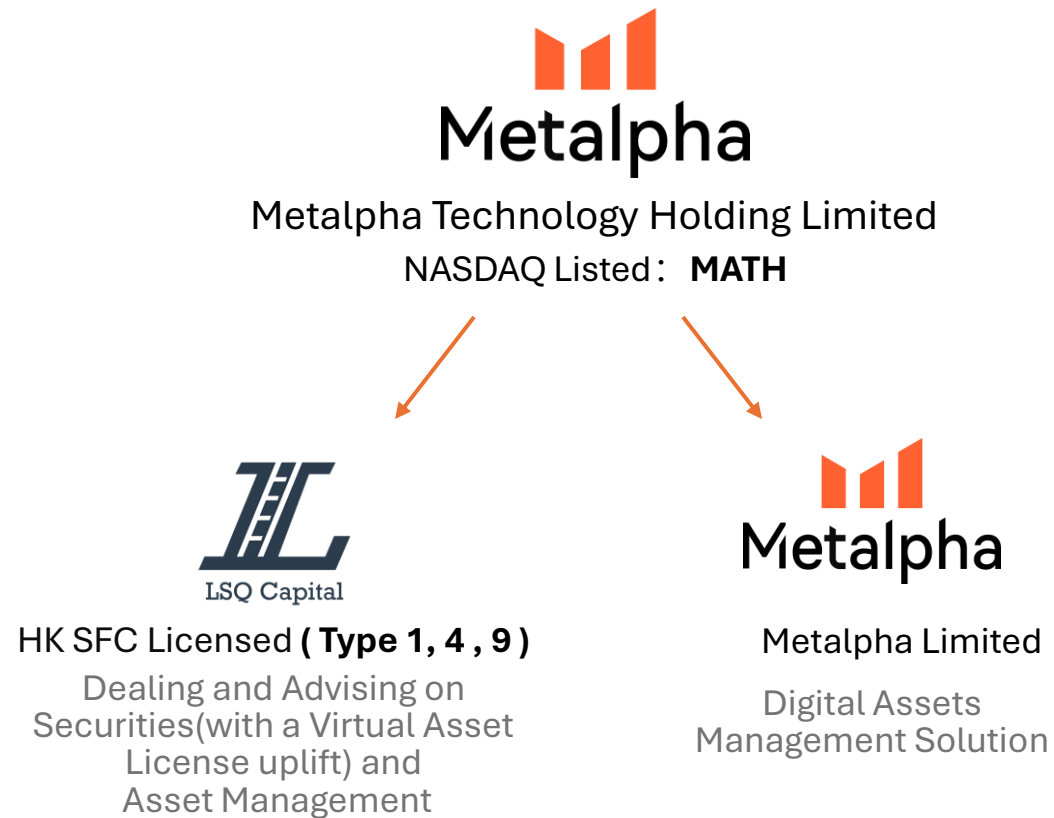 Metalpha
Metalpha Technology Holding Limited
NASDAQ Listed： MATH
LSQ Capital
HK SFC Licensed ( Type 1, 4 , 9 )
Dealing and Advising on
Securities(with a Virtual Asset
License uplift) and
Asset Management
Metalpha
Metalpha Limited
Digital Assets
Management Solution